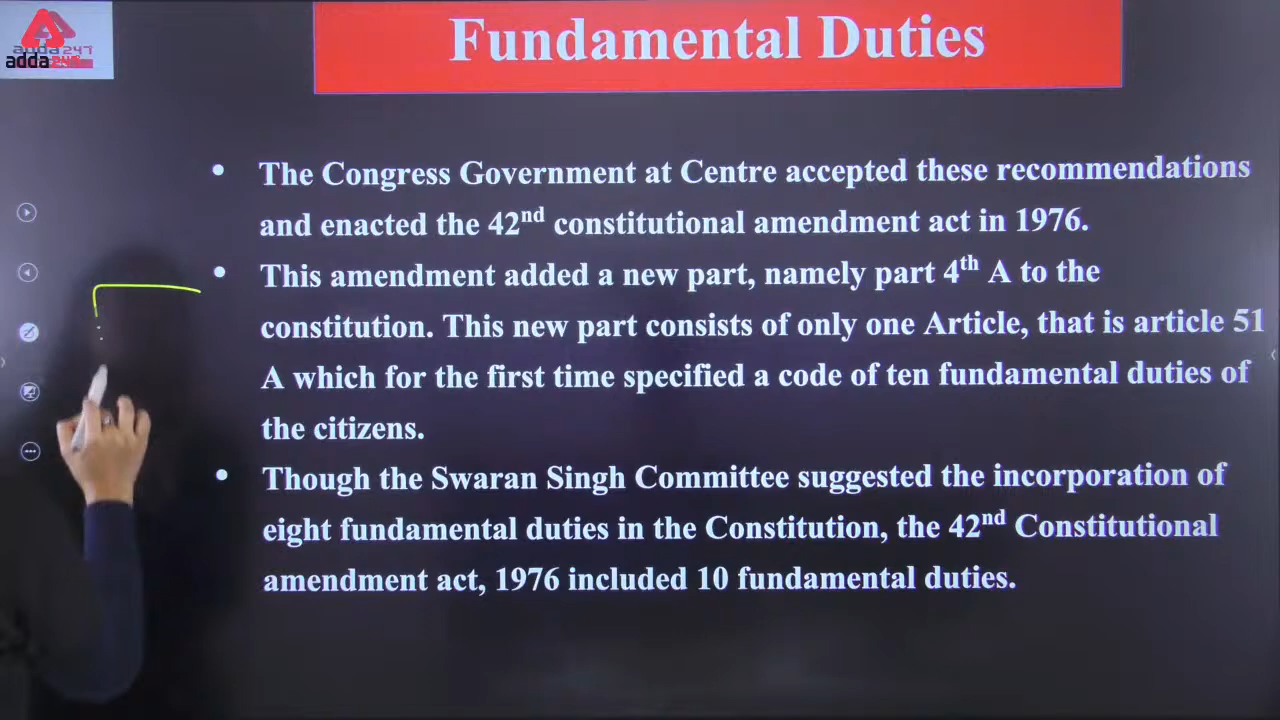 adda247
adda247
Fundamental Duties
• The Congress Government at Centre accepted these recommendations
and enacted the 42nd constitutional amendment act in 1976.
• This amendment added a new part, namely part 4th A to the
constitution. This new part consists of only one Article, that is article 51
A which for the first time specified a code of ten fundamental duties of
the citizens.
• Though the Swaran Singh Committee suggested the incorporation of
eight fundamental duties in the Constitution, the 42nd Constitutional
amendment act, 1976 included 10 fundamental duties.